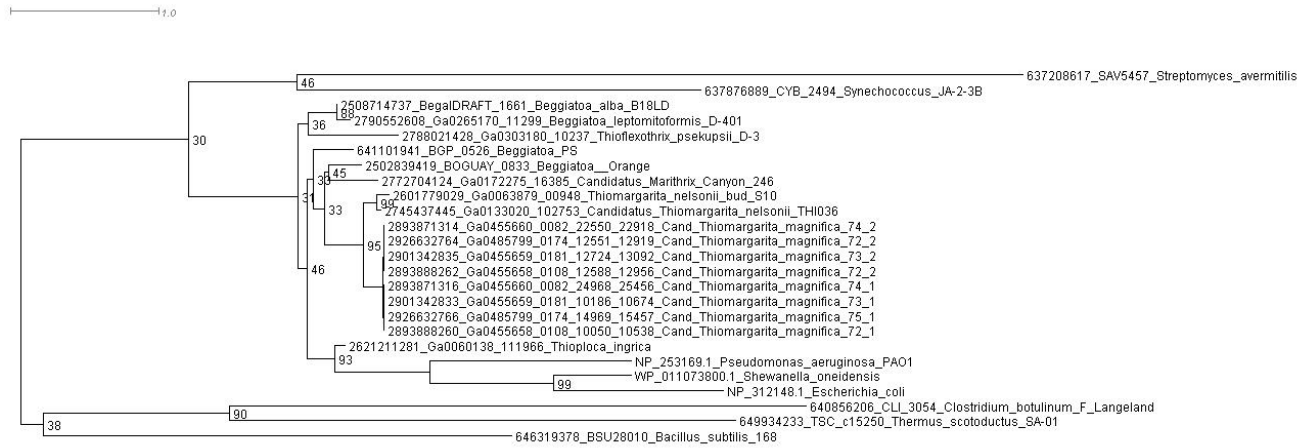 1.0
637208617_SAV5457_Streptomyces_avermitilis
46
637876889_CYB_2494_Synechococcus_JA-2-3B
2508714737_BegalDRAFT_1661_Beggiatoa_alba_B18LD
88
2790552608_Ga0265170_11299_Beggiatoa_leptomitoformis_D-401
36
2788021428_Ga0303180_10237_Thioflexothrix_psekupsii_D-3
30
641101941_BGP_0526_Beggiatoa_PS
2502839419_BOGUAY_0833_Beggiatoa__Orange
45
33
2772704124_Ga0172275_16385_Candidatus_Marithrix_Canyon_246
31
2601779029_Ga0063879_00948_Thiomargarita_nelsonii_bud_S10
99
33
2745437445_Ga0133020_102753_Candidatus_Thiomargarita_nelsonii_THI036
2893871314_Ga0455660_0082_22550_22918_Cand_Thiomargarita_magnifica_74_2
2926632764_Ga0485799_0174_12551_12919_Cand_Thiomargarita_magnifica_72_2
95
2901342835_Ga0455659_0181_12724_13092_Cand_Thiomargarita_magnifica_73_2
46
2893888262_Ga0455658_0108_12588_12956_Cand_Thiomargarita_magnifica_72_2
2893871316_Ga0455660_0082_24968_25456_Cand_Thiomargarita_magnifica_74_1
2901342833_Ga0455659_0181_10186_10674_Cand_Thiomargarita_magnifica_73_1
2926632766_Ga0485799_0174_14969_15457_Cand_Thiomargarita_magnifica_75_1
2893888260_Ga0455658_0108_10050_10538_Cand_Thiomargarita_magnifica_72_1
2621211281_Ga0060138_111966_Thioploca_ingrica
93
NP_253169.1_Pseudomonas_aeruginosa_PAO1
WP_011073800.1_Shewanella_oneidensis
99
NP_312148.1_Escherichia_coli
640856206_CLI_3054_Clostridium_botulinum_F_Langeland
90
649934233_TSC_c15250_Thermus_scotoductus_SA-01
38
646319378_BSU28010_Bacillus_subtilis_168